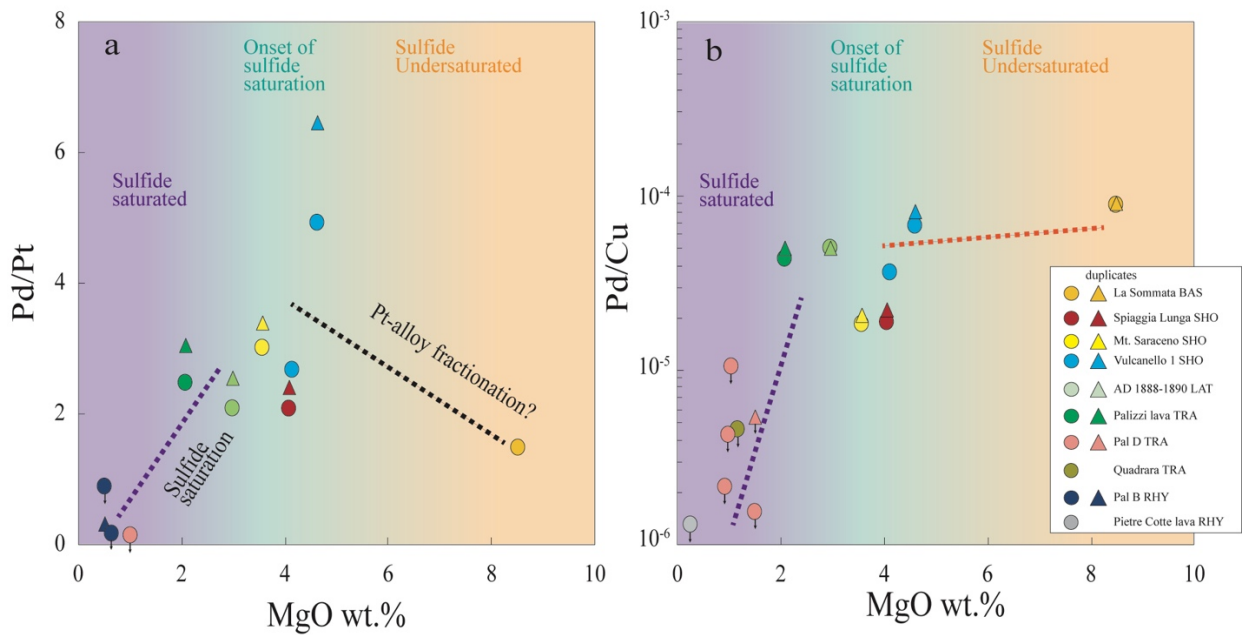 a
Onset of
sulfide
saturation
Sulfide
Undersaturated
Sulfide
saturated
Pt-alloy fractionation?
Sulfide
saturation
8
6
4
2
0
0
2
4
6
8
10
Pd/Pt
MgO wt.%
b
Onset of
sulfide
saturation
Sulfide
Undersaturated
Sulfide
saturated
10-3
10-4
10-5
10-6
0
2
4
6
8
10
Pd/Cu
MgO wt.%
duplicates
La Sommata BAS
Spiaggia Lunga SHO
Mt. Saraceno SHO
Vulcanello 1 SHO
AD 1888-1890 LAT
Palizzi lava TRA
Pal D TRA
Quadrara TRA
Pal B RHY
Pietre Cotte lava RHY